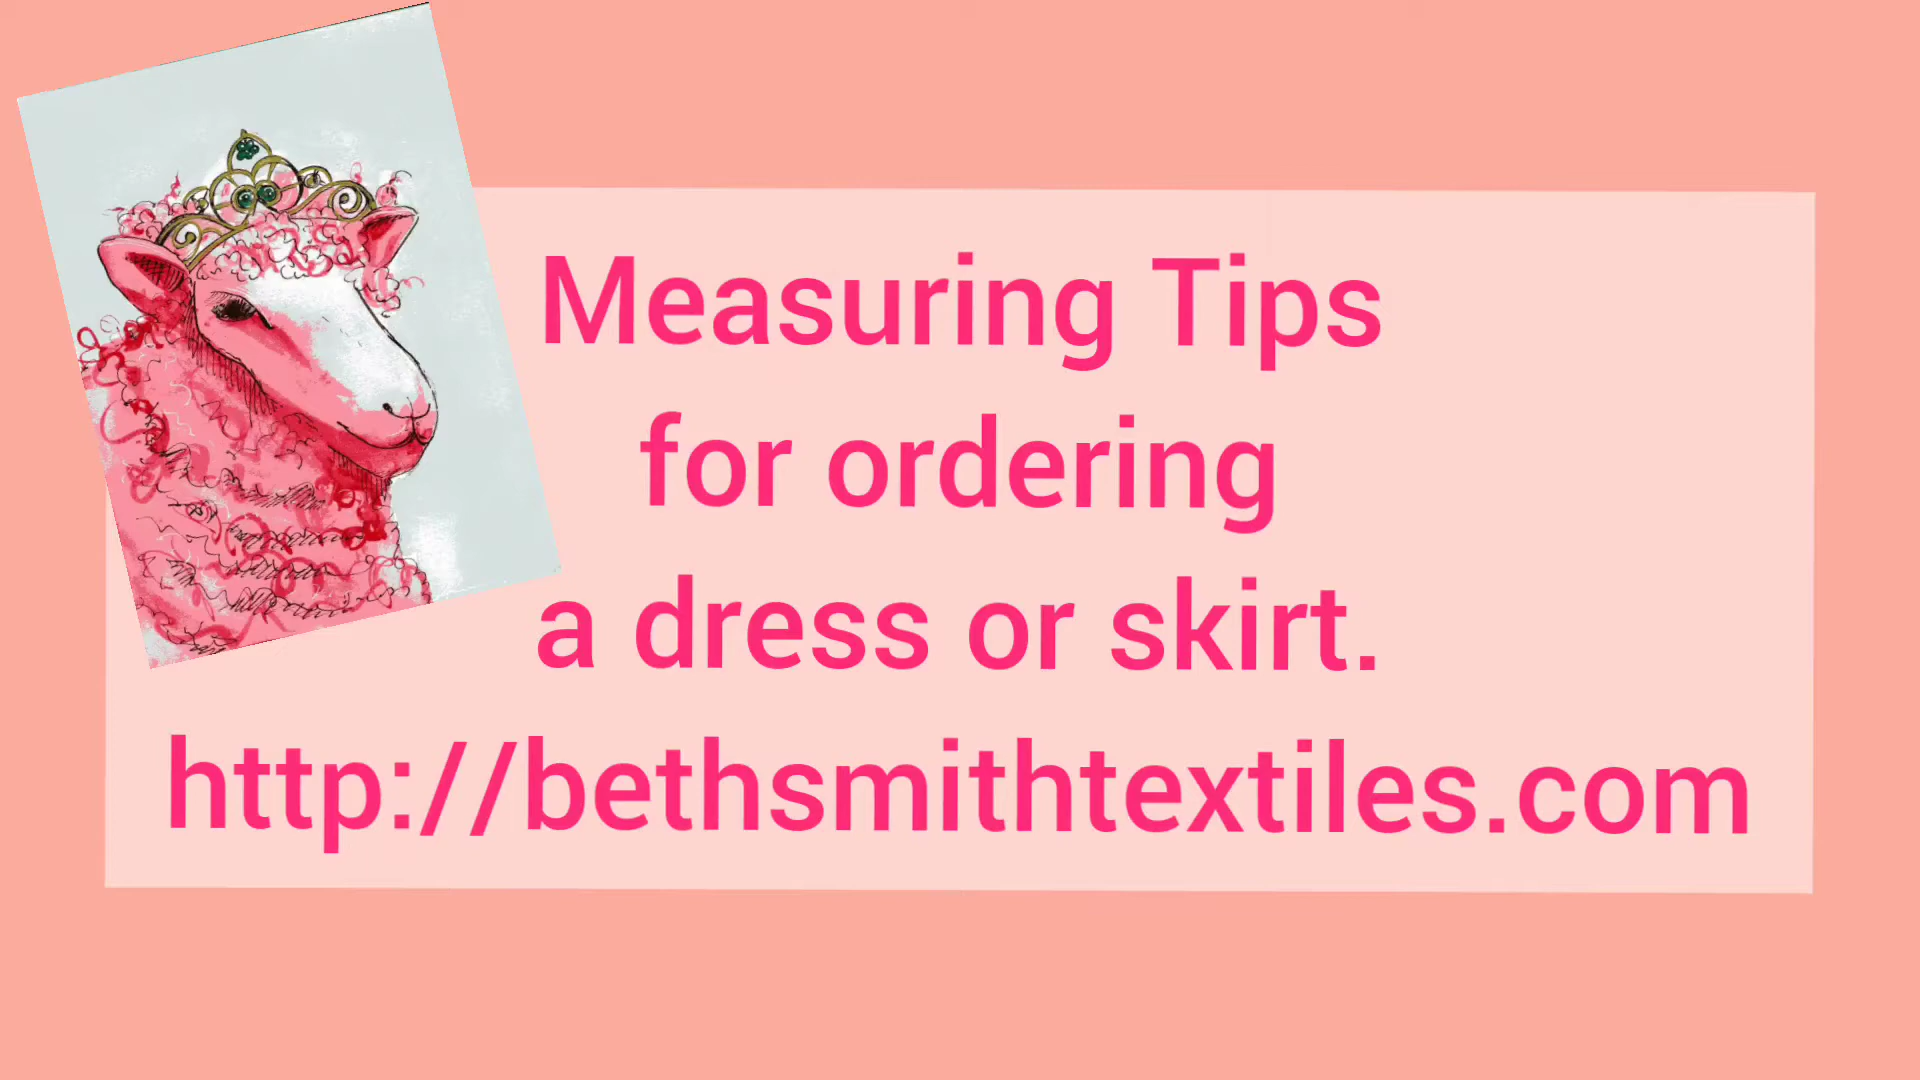 Measuring Tips
for ordering
a dress or skirt.
http://bethsmithtextiles.com